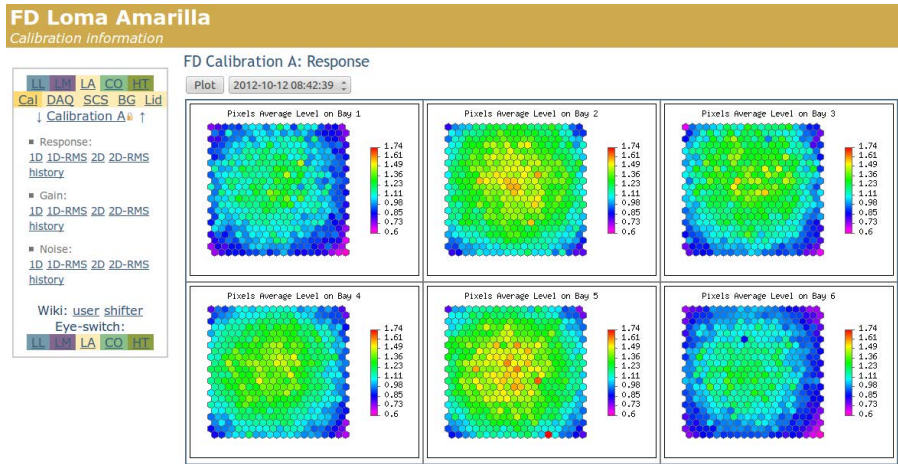 FD Loma Amarilla
Calibration information
LL LM LA CO HT
Cal DAQ SCS BG Lid
↓ Calibration A ↑
Response:
1D 1D-RMS 2D 2D-RMS
history
Gain:
1D 1D-RMS 2D 2D-RMS
history
Noise:
1D 1D-RMS 2D 2D-RMS
history
Wiki: user shifter
Eye-switch:
LL LM LA CO HT
FD Calibration A: Response
Plot 2012-10-12 08:42:39
Pixels Average Level on Bay 1
1.74
1.61
1.49
1.36
1.23
1.11
0.98
0.85
0.73
0.6
Pixels Average Level on Bay 2
1.74
1.61
1.49
1.36
1.23
1.11
0.98
0.85
0.73
0.6
Pixels Average Level on Bay 3
1.74
1.61
1.49
1.36
1.23
1.11
0.98
0.85
0.73
0.6
Pixels Average Level on Bay 4
1.74
1.61
1.49
1.36
1.23
1.11
0.98
0.85
0.73
0.6
Pixels Average Level on Bay 5
1.74
1.61
1.49
1.36
1.23
1.11
0.98
0.85
0.73
0.6
Pixels Average Level on Bay 6
1.74
1.61
1.49
1.36
1.23
1.11
0.98
0.85
0.73
0.6